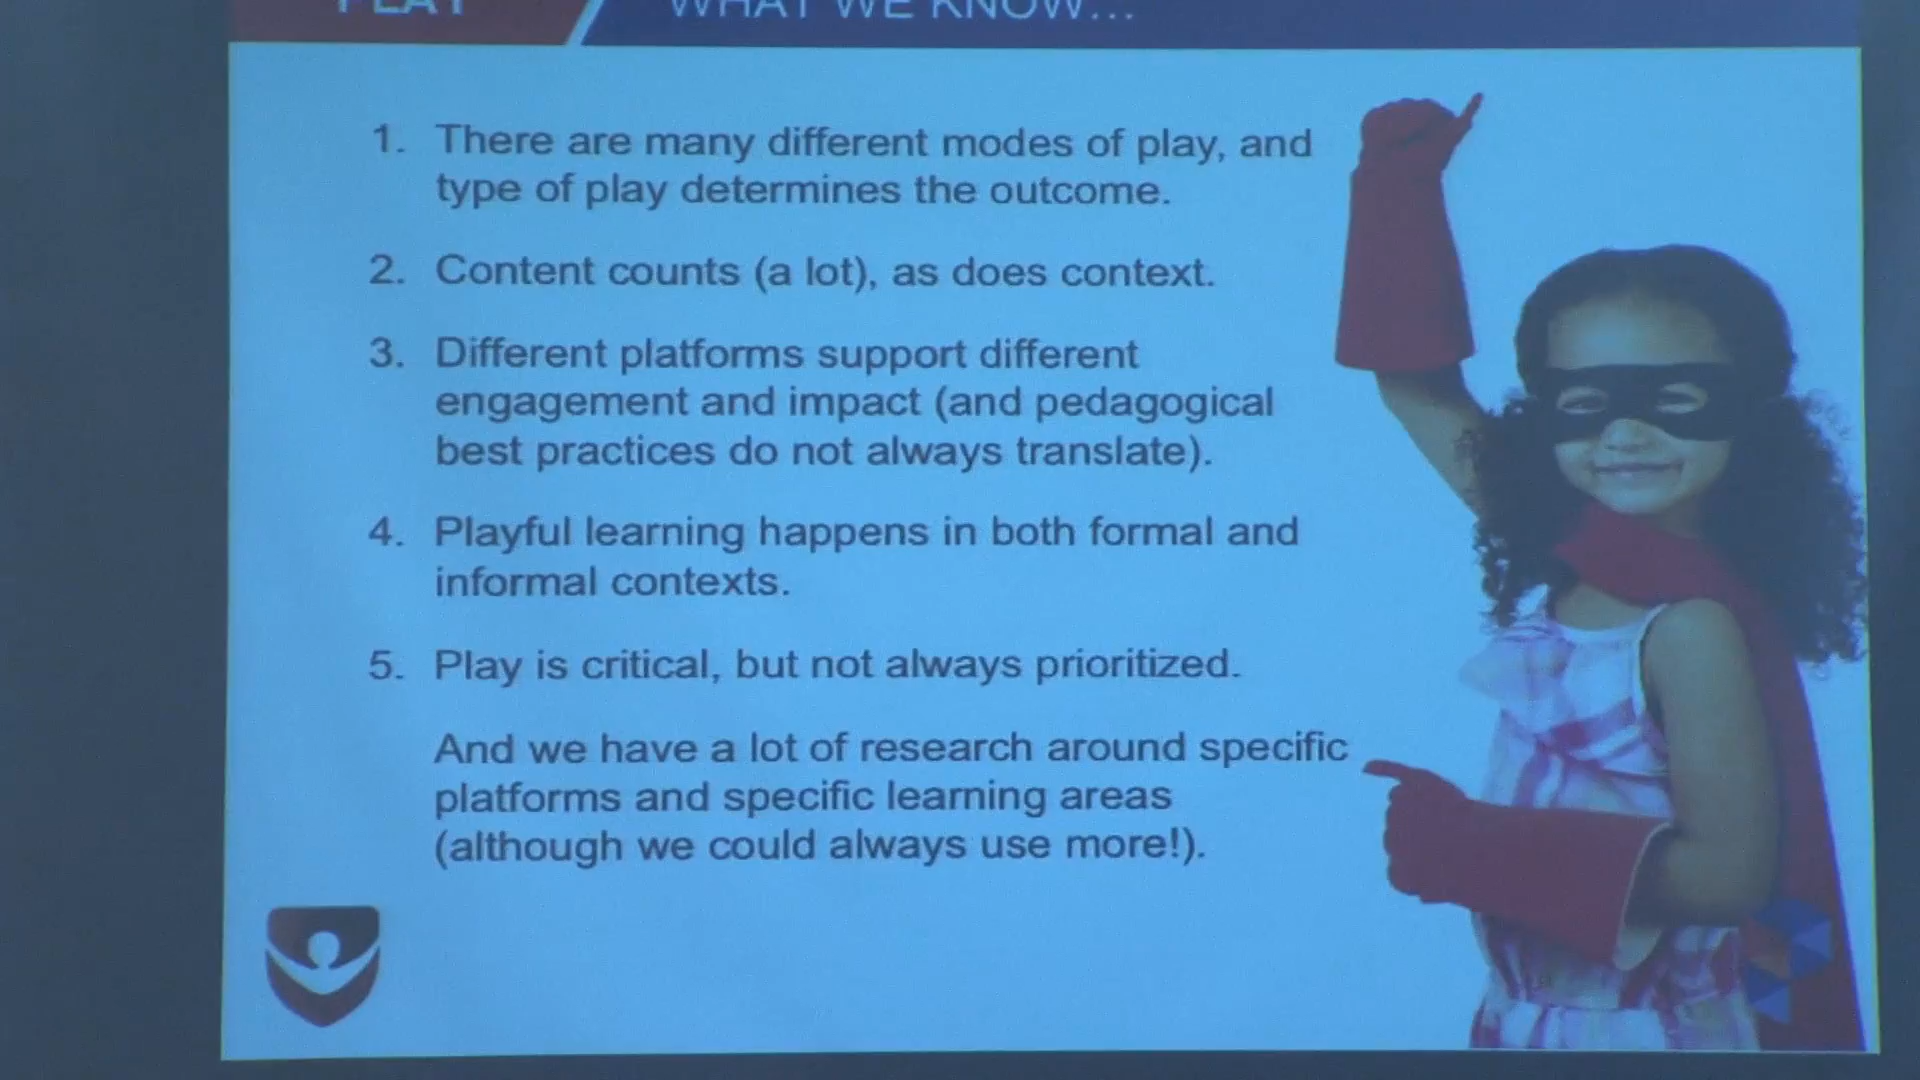 PLAY WHAT WE KNOW...
1. There are many different modes of play, and
type of play determines the outcome.
2. Content counts (a lot), as does context.
3. Different platforms support different
engagement and impact (and pedagogical
best practices do not always translate).
4. Playful learning happens in both formal and
informal contexts.
5. Play is critical, but not always prioritized.
And we have a lot of research around specific
platforms and specific learning areas
(although we could always use more!).